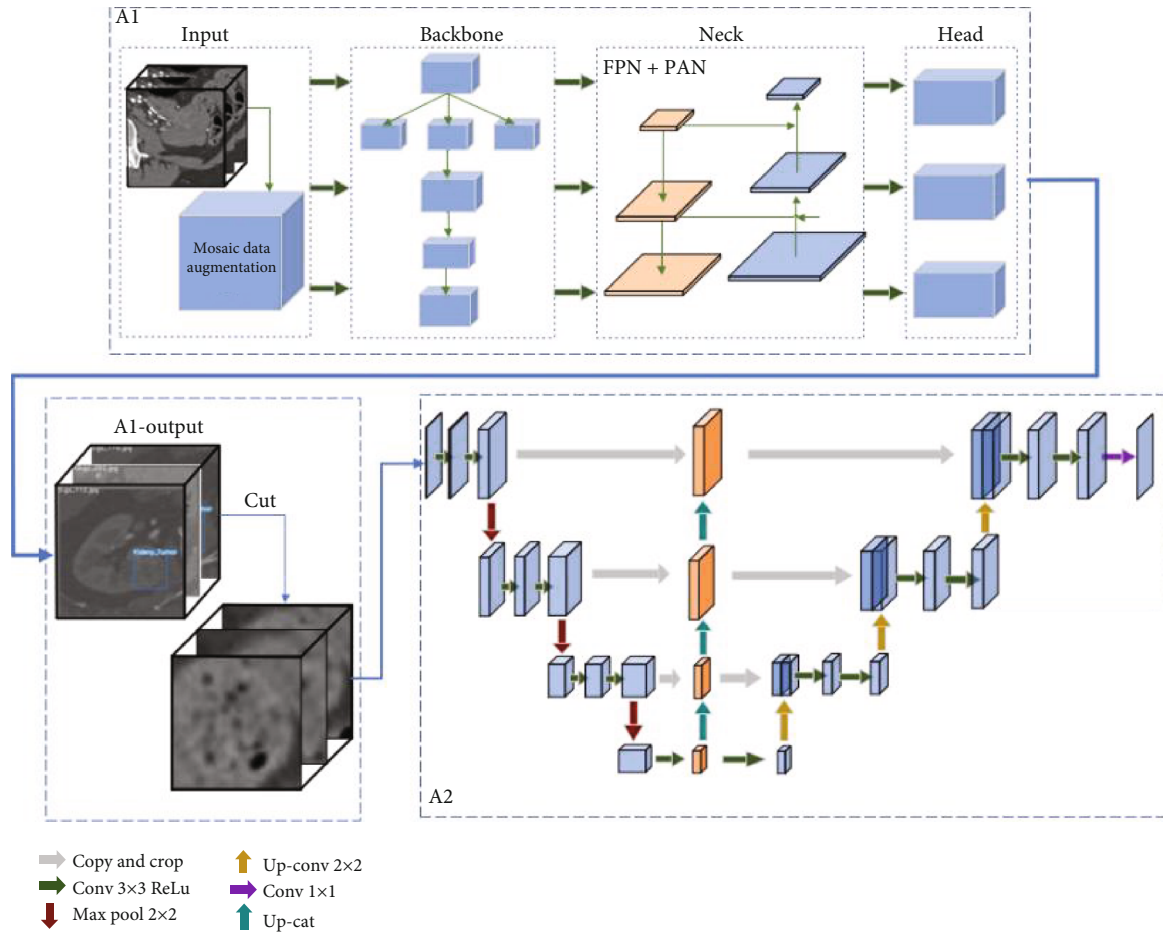 A1
Input
Backbone
Neck
Head
FPN + PAN
Mosaic data
augmentation
A1-output
Cut
Kidney_Tumor
A2
Copy and crop
Conv 3×3 ReLu
Max pool 2×2
Up-conv 2×2
Conv 1×1
Up-cat